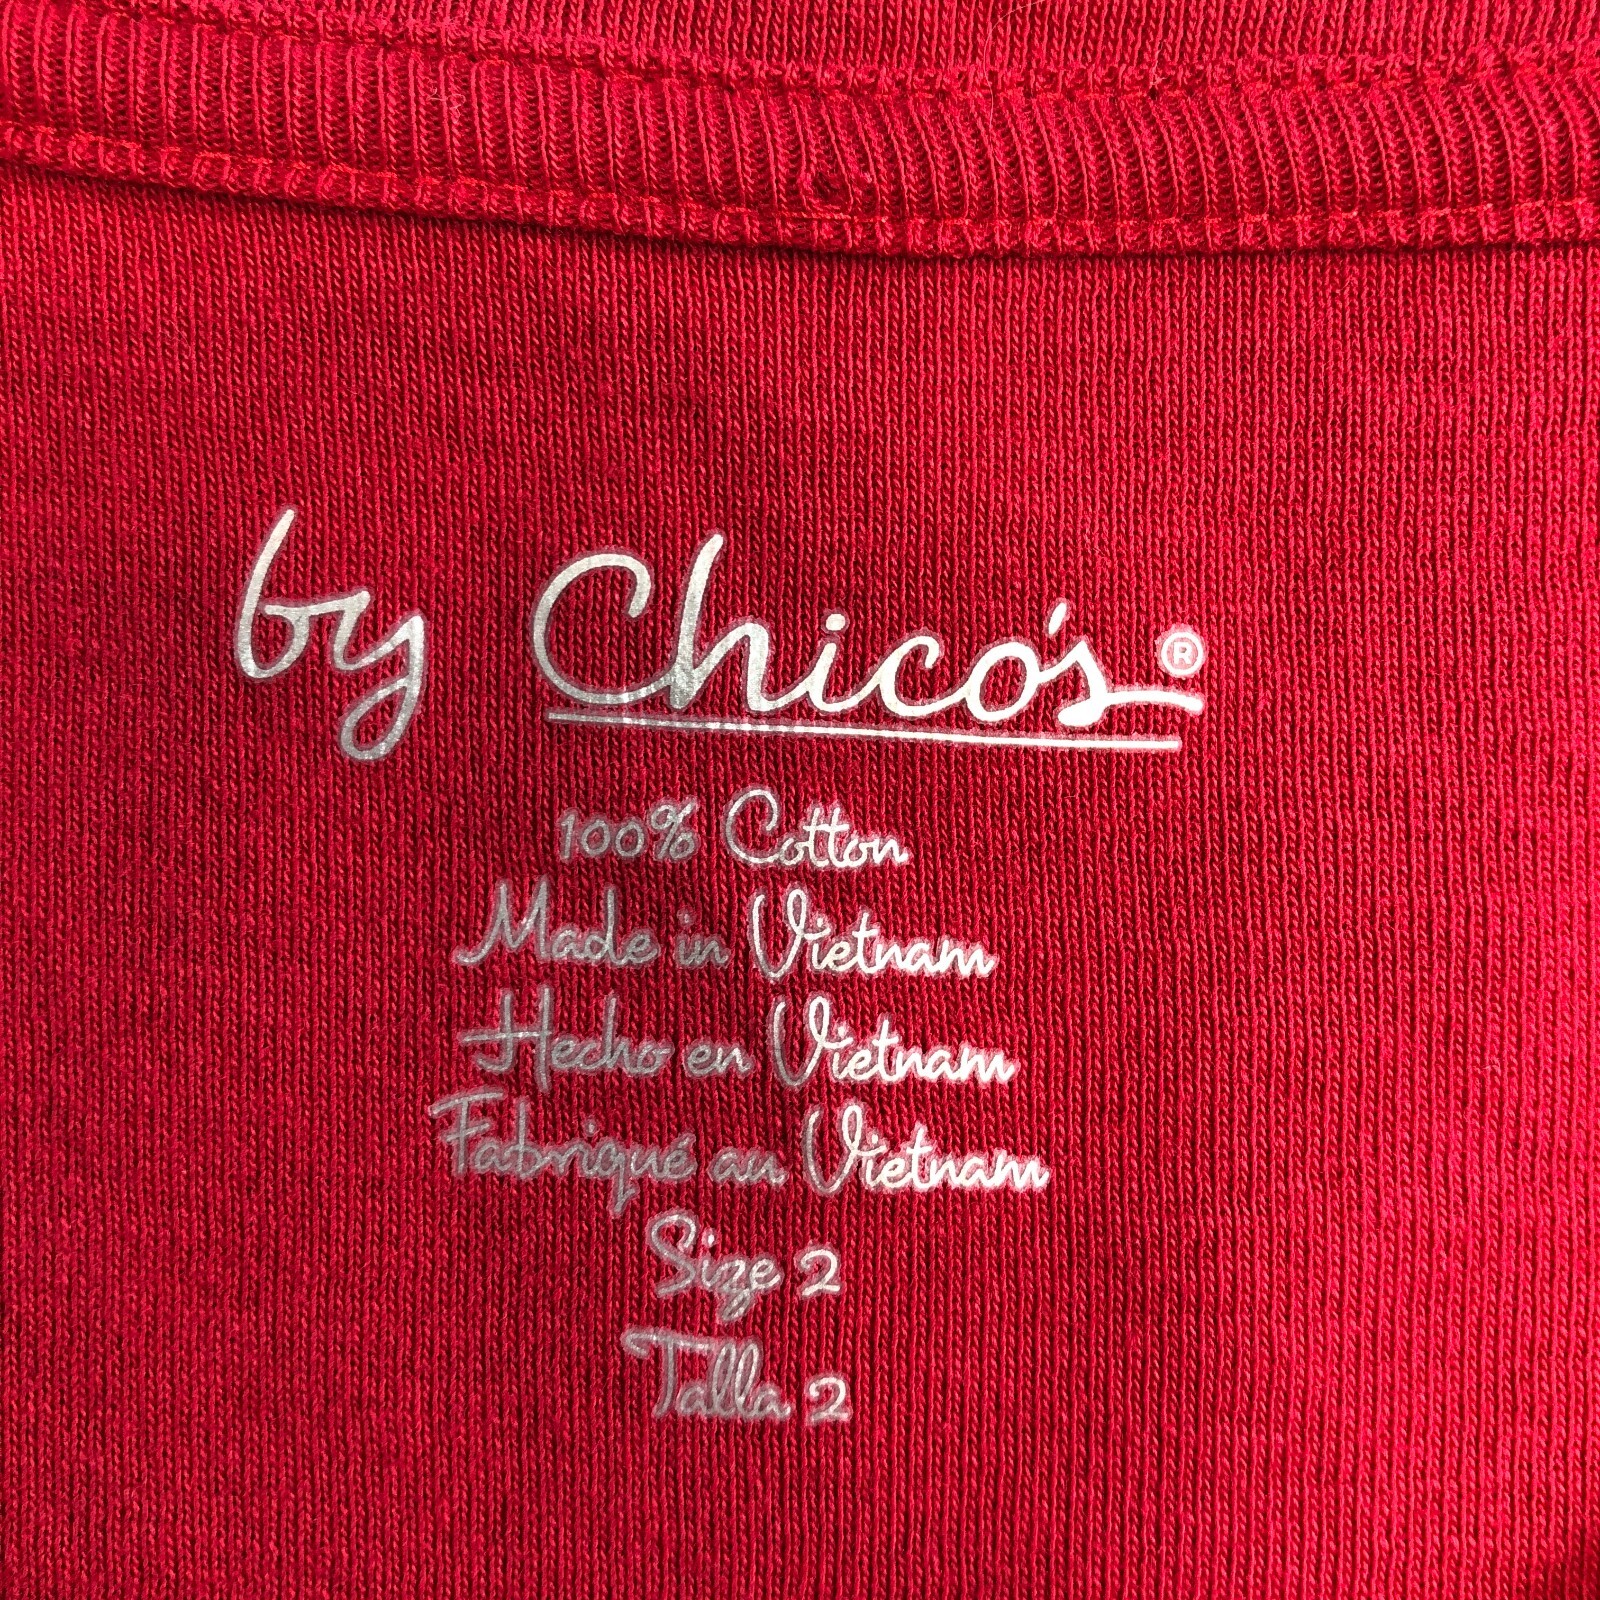 by Chico's®
100% Cotton
Made in Vietnam
Hecho en Vietnam
Fabriqué au Vietnam
Size 2
Talla 2